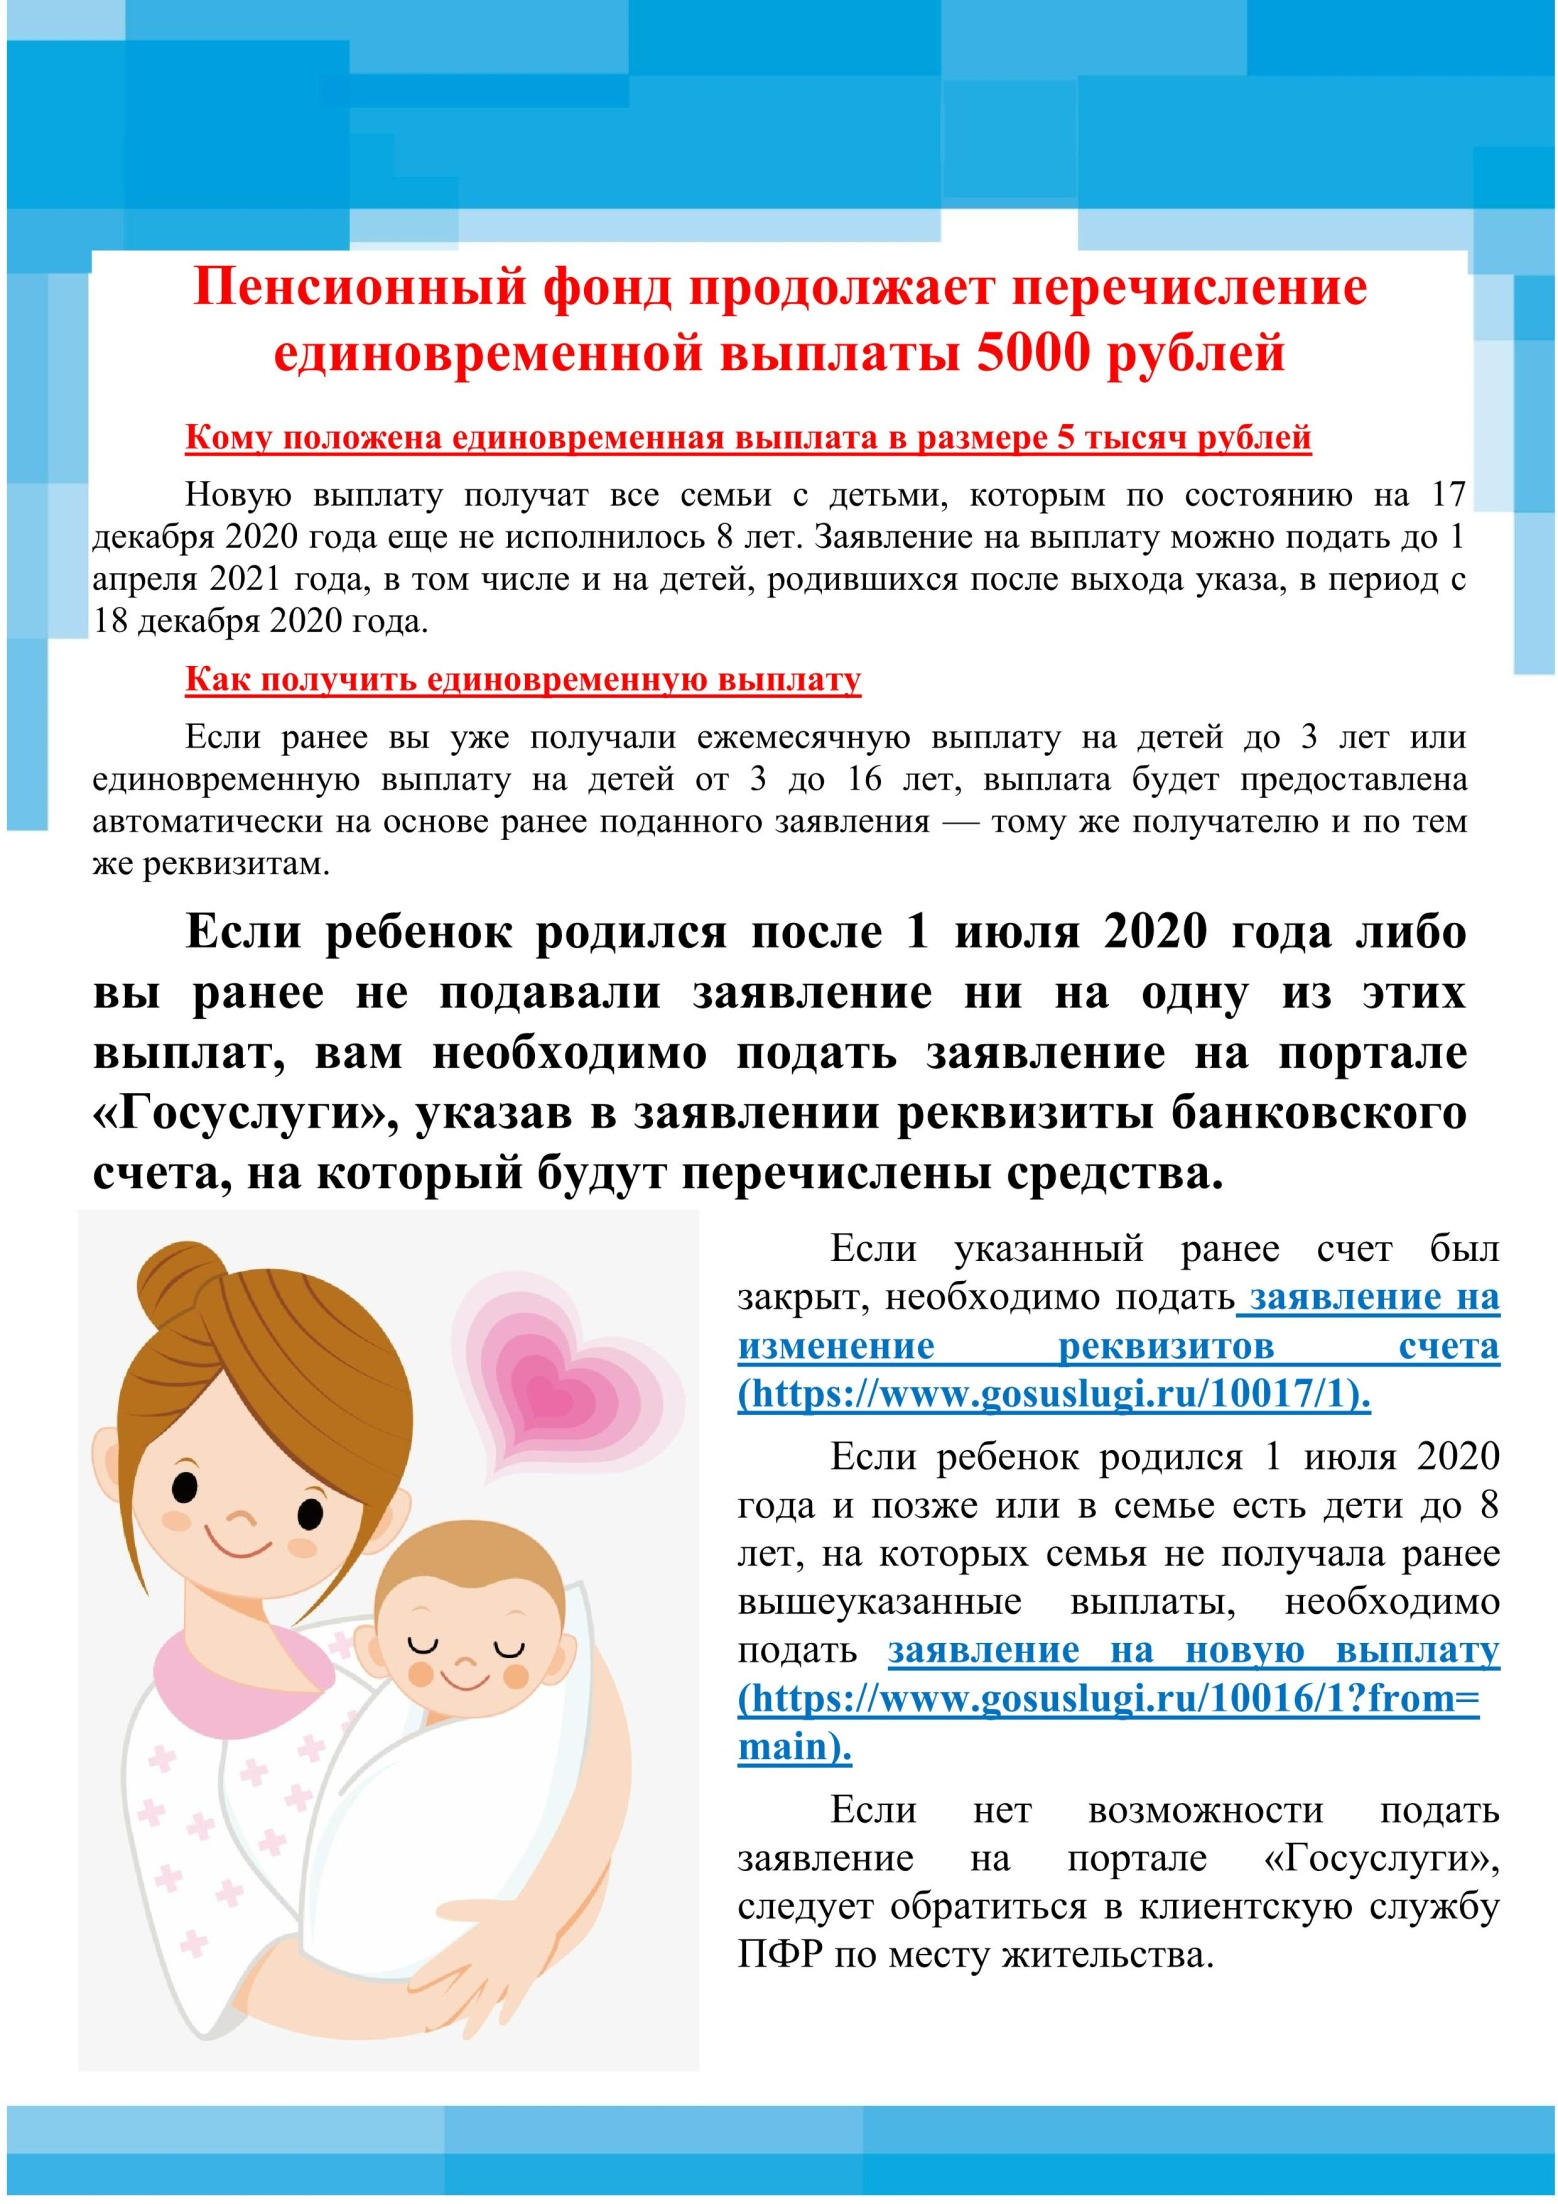 Пенсионный фонд продолжает перечисление
единовременной выплаты 5000 рублей
Кому положена единовременная выплата в размере 5 тысяч рублей
Новую выплату получат все семьи с детьми, которым по состоянию на 17
декабря 2020 года еще не исполнилось 8 лет. Заявление на выплату можно подать до 1
апреля 2021 года, в том числе и на детей, родившихся после выхода указа, в период с
18 декабря 2020 года.
Как получить единовременную выплату
Если ранее вы уже получали ежемесячную выплату на детей до 3 лет или
единовременную выплату на детей от 3 до 16 лет, выплата будет предоставлена
автоматически на основе ранее поданного заявления — тому же получателю и по тем
же реквизитам.
Если ребенок родился после 1 июля 2020 года либо
вы ранее не подавали заявление ни на одну из этих
выплат, вам необходимо подать заявление на портале
«Госуслуги», указав в заявлении реквизиты банковского
счета, на который будут перечислены средства.
Если указанный ранее счет был
закрыт, необходимо подать заявление на
изменение реквизитов счета
(https://www.gosuslugi.ru/10017/1).
Если ребенок родился 1 июля 2020
года и позже или в семье есть дети до 8
лет, на которых семья не получала ранее
вышеуказанные выплаты, необходимо
подать заявление на новую выплату
(https://www.gosuslugi.ru/10016/1?from=
main).
Если нет возможности подать
заявление на портале «Госуслуги»,
следует обратиться в клиентскую службу
ПФР по месту жительства.